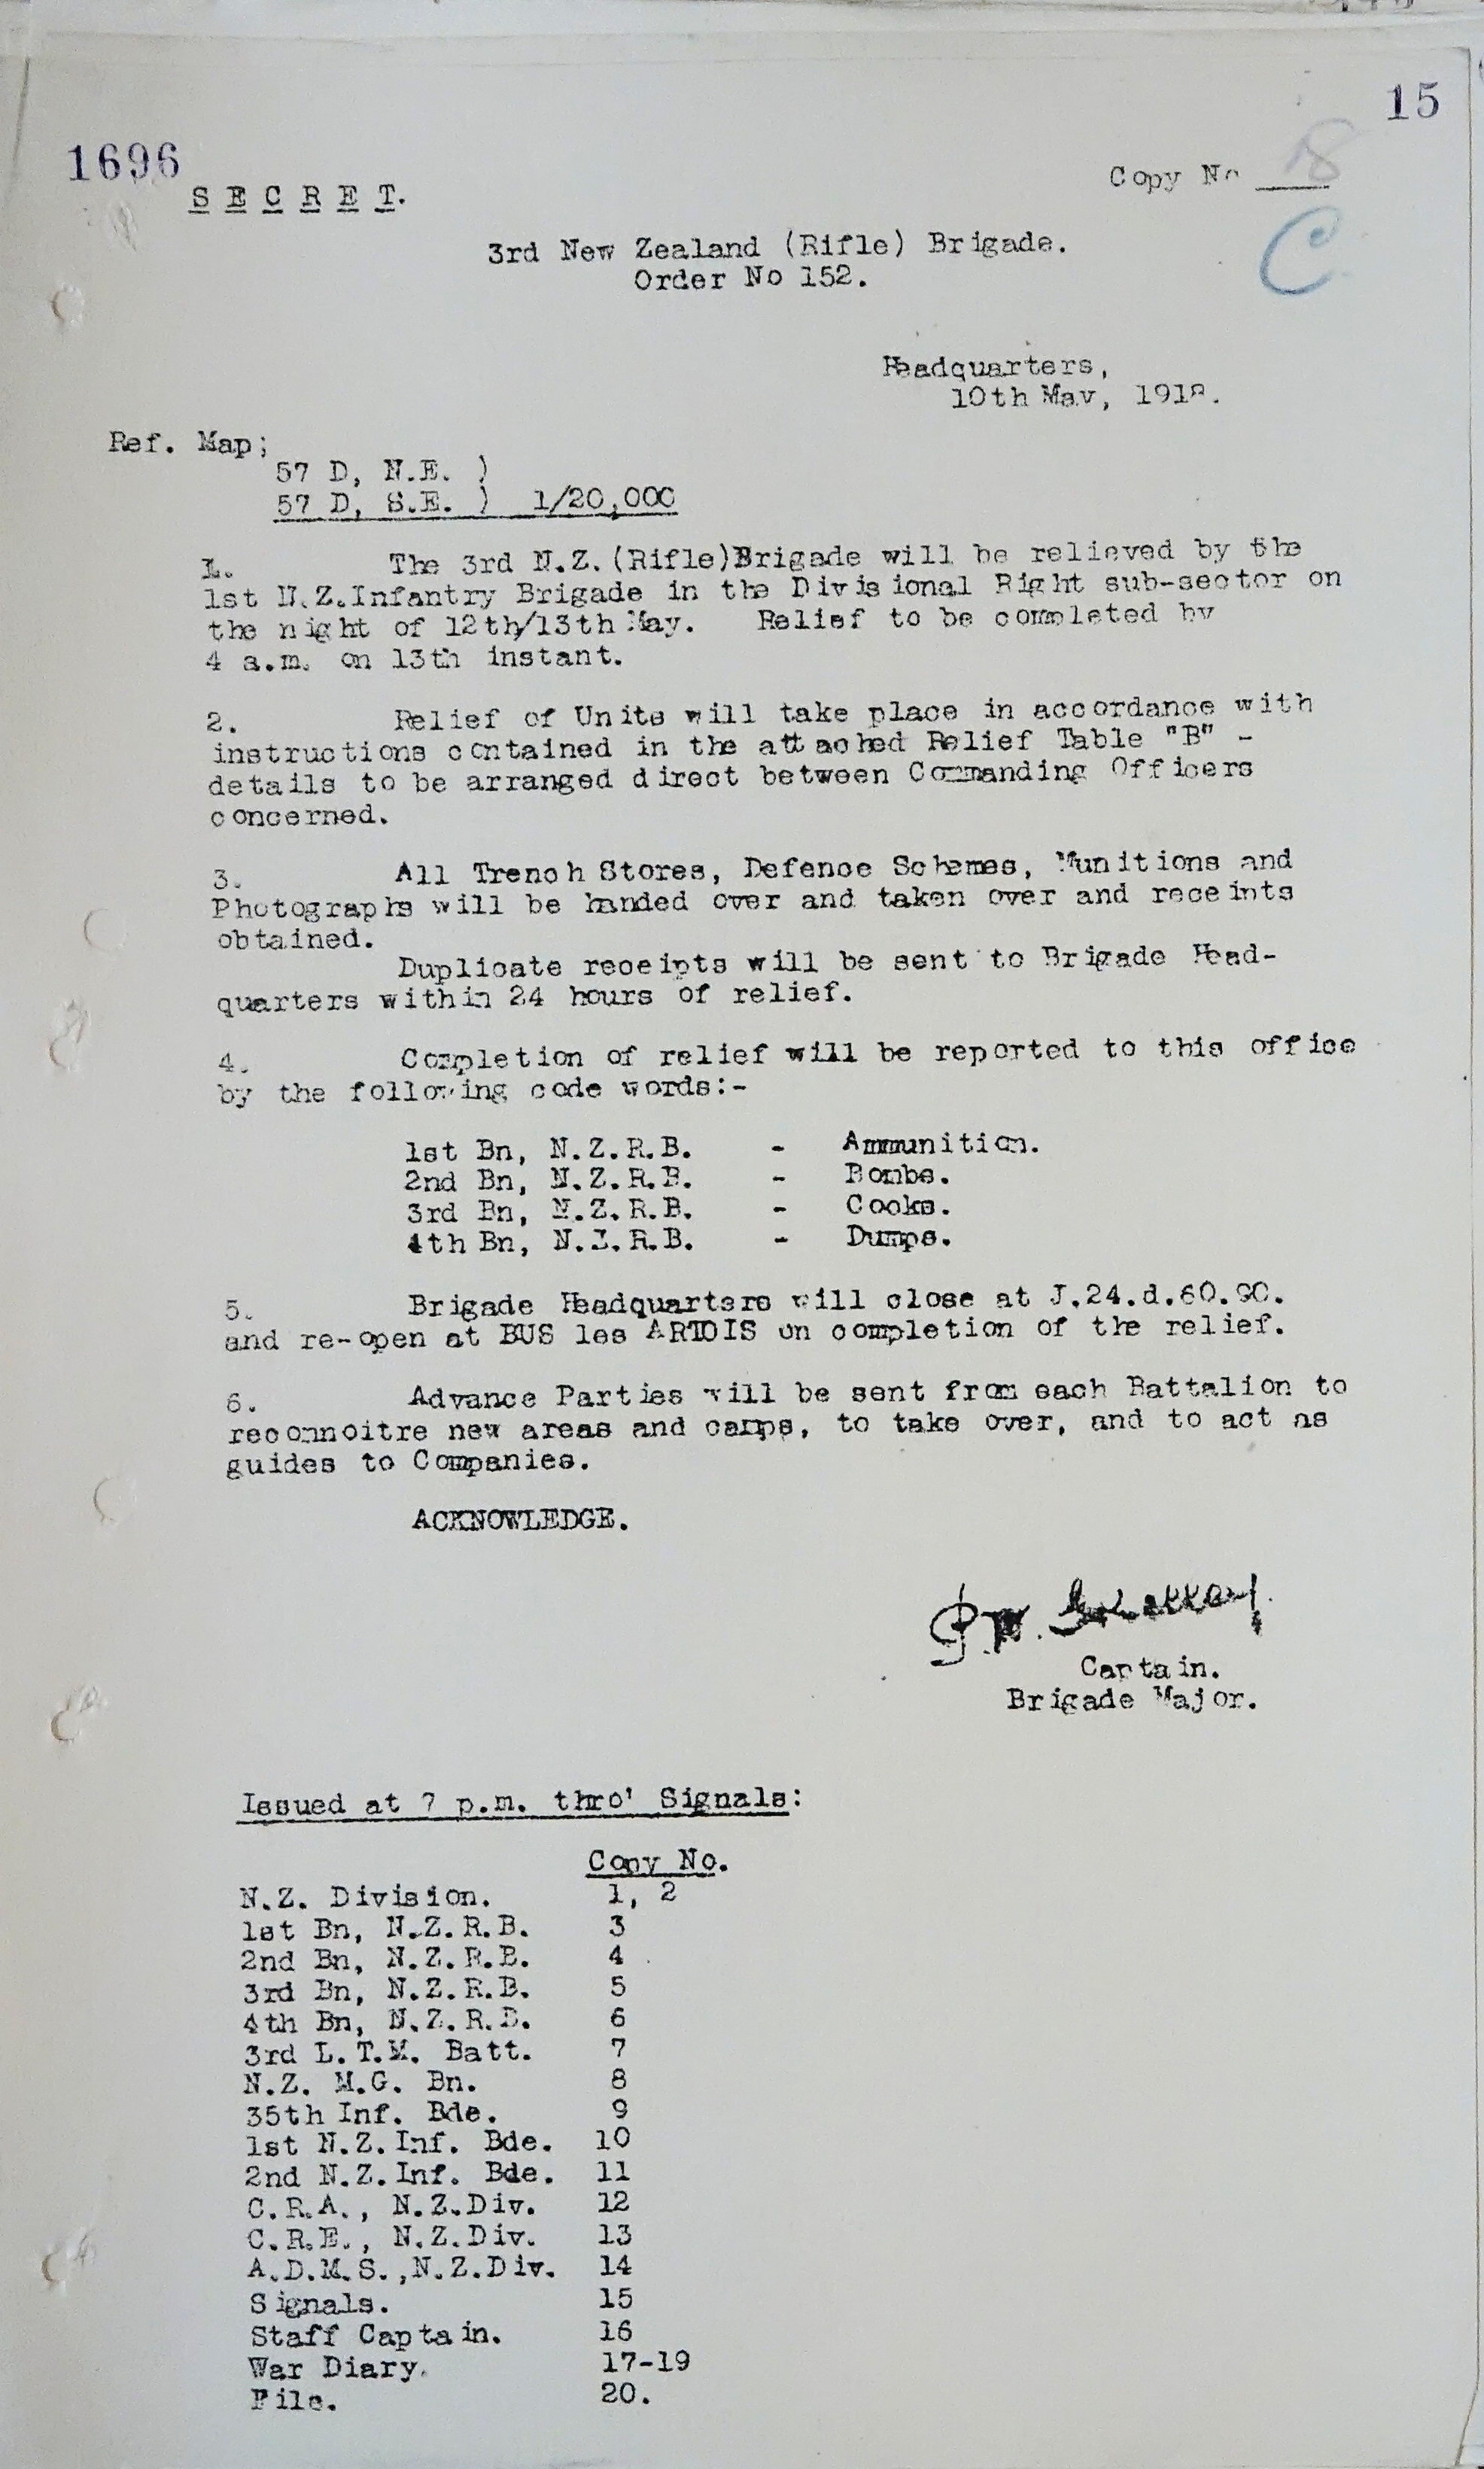 15
1696
SECRET.
Copy No 18
C
3rd New Zealand (Rifle) Brigade.
Order No 152.
Headquarters,
10th May, 1918.
Ref. Map;
57 D, N.E. )
57 D, S.E. ) 1/20,000
1. The 3rd N.Z.(Rifle)Brigade will be relieved by the
1st N.Z.Infantry Brigade in the Divisional Right sub-sector on
the night of 12th/13th May. Relief to be completed by
4 a.m. on 13th instant.
2. Relief of Units will take place in accordance with
instructions contained in the attached Relief Table "B" -
details to be arranged direct between Commanding Officers
concerned.
3. All Trench Stores, Defence Schemes, Munitions and
Photographs will be handed over and taken over and receipts
obtained.
Duplicate receipts will be sent to Brigade Head-
quarters within 24 hours of relief.
4. Completion of relief will be reported to this office
by the following code words:-
1st Bn, N.Z.R.B. - Ammunition.
2nd Bn, N.Z.R.B. - Bombs.
3rd Bn, N.Z.R.B. - Cooks.
4th Bn, N.Z.R.B. - Dumps.
5. Brigade Headquarters will close at J.24.d.60.90.
and re-open at BUS les ARTOIS on completion of the relief.
6. Advance Parties will be sent from each Battalion to
reconnoitre new areas and camps, to take over, and to act as
guides to Companies.
ACKNOWLEDGE.
Captain.
Brigade Major.
Issued at 7 p.m. thro' Signals:
Copy No.
N.Z. Division. 1, 2
1st Bn, N.Z.R.B. 3
2nd Bn, N.Z.R.B. 4
3rd Bn, N.Z.R.B. 5
4th Bn, N.Z.R.B. 6
3rd L.T.M. Batt. 7
N.Z. M.G. Bn. 8
35th Inf. Bde. 9
1st N.Z.Inf. Bde. 10
2nd N.Z.Inf. Bde. 11
C.R.A., N.Z.Div. 12
C.R.E., N.Z.Div. 13
A.D.M.S.,N.Z.Div. 14
Signals. 15
Staff Captain. 16
War Diary. 17-19
File. 20.